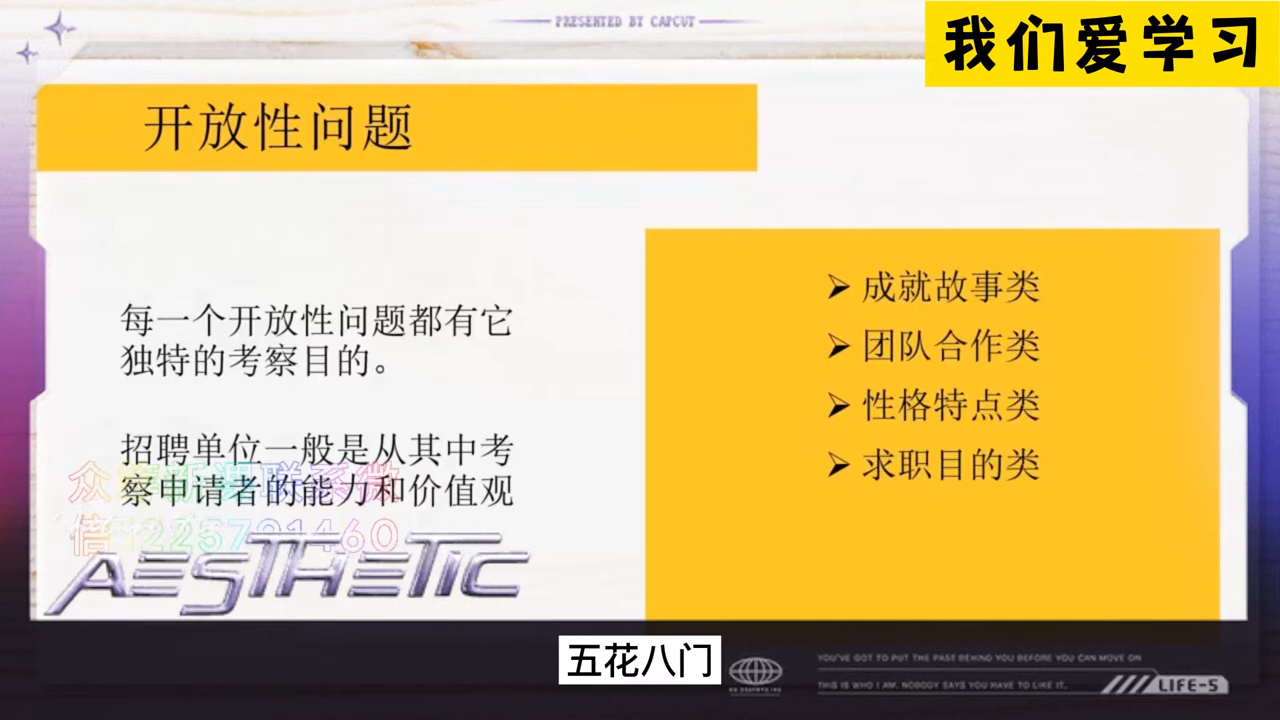 PRESENTED BY CAPCUT
我们爱学习
开放性问题
每一个开放性问题都有它
独特的考察目的。
招聘单位一般是从其中考
察申请者的能力和价值观
➢ 成就故事类
➢ 团队合作类
➢ 性格特点类
➢ 求职目的类
AESTHETIC
五花八门
YOU'VE GOT TO PUT THE PAST BEHIND YOU BEFORE YOU CAN MOVE ON
THIS IS WHO I AM. NOBODY SAYS YOU HAVE TO LIKE IT.
LIFE-S